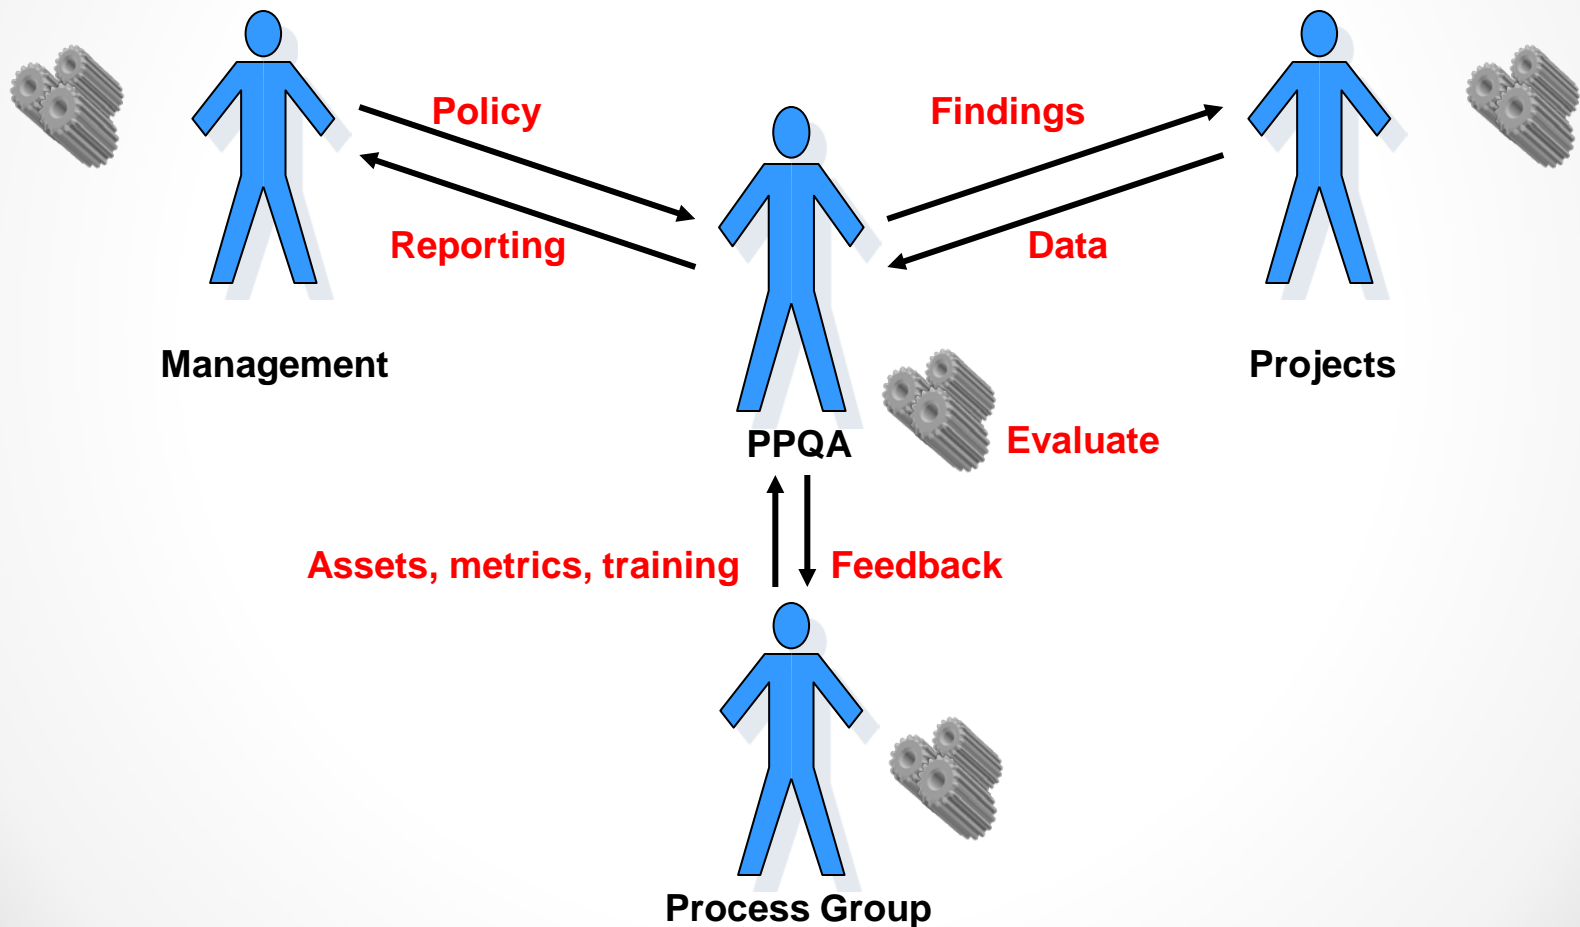 Policy
Findings
Reporting
Data
Management
Projects
PPQA
Evaluate
Assets, metrics, training
Feedback
Process Group